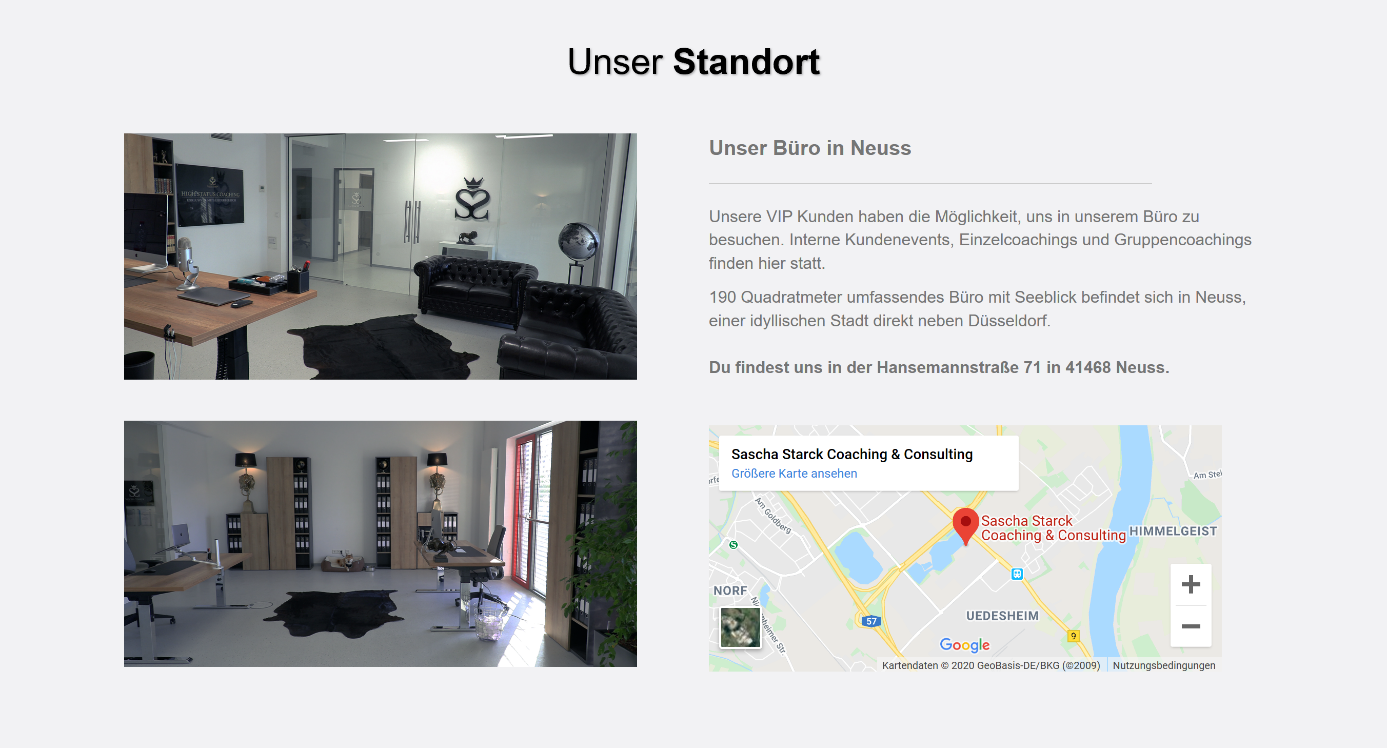 Unser Standort
Unser Büro in Neuss
Unsere VIP Kunden haben die Möglichkeit, uns in unserem Büro zu
besuchen. Interne Kundenevents, Einzelcoachings und Gruppencoachings
finden hier statt.
190 Quadratmeter umfassendes Büro mit Seeblick befindet sich in Neuss,
einer idyllischen Stadt direkt neben Düsseldorf.
Du findest uns in der Hansemannstraße 71 in 41468 Neuss.
Sascha Starck Coaching & Consulting
Größere Karte ansehen
Am Goldberg
Am Ste
Sascha Starck
Coaching & Consulting
HIMMELGEIST
S
NORF
UEDESHEIM
57
9
Google
Kartendaten © 2020 GeoBasis-DE/BKG (©2009)
Nutzungsbedingungen